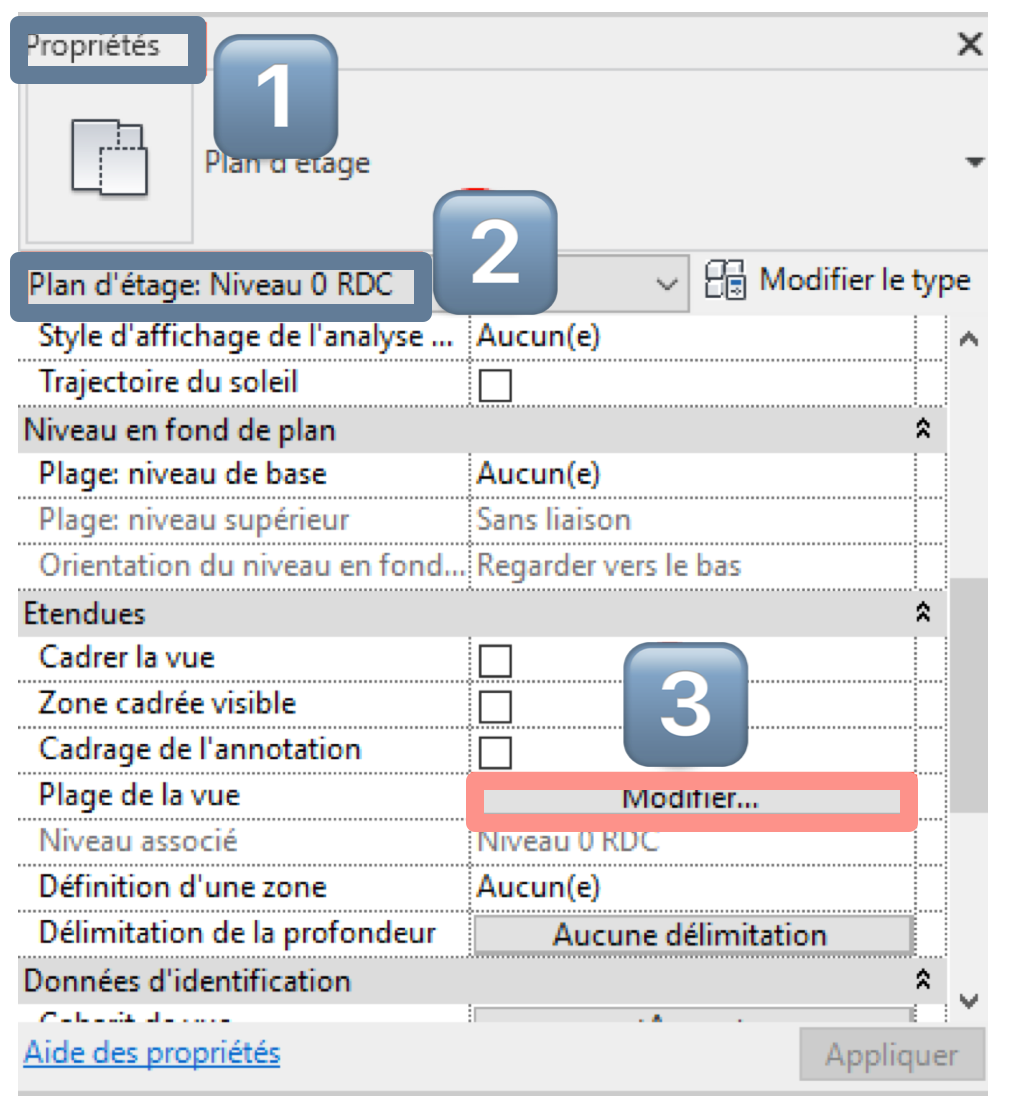 Propriétés
1
Plan d'étage
2
Plan d'étage: Niveau 0 RDC
Modifier le type
Style d'affichage de l'analyse ... Aucun(e)
Trajectoire du soleil
Niveau en fond de plan
Plage: niveau de base Aucun(e)
Plage: niveau supérieur Sans liaison
Orientation du niveau en fond... Regarder vers le bas
Etendues
Cadrer la vue
3
Zone cadrée visible
Cadrage de l'annotation
Plage de la vue Modifier...
Niveau associé Niveau 0 RDC
Définition d'une zone Aucun(e)
Délimitation de la profondeur Aucune délimitation
Données d'identification
Aide des propriétés Appliquer